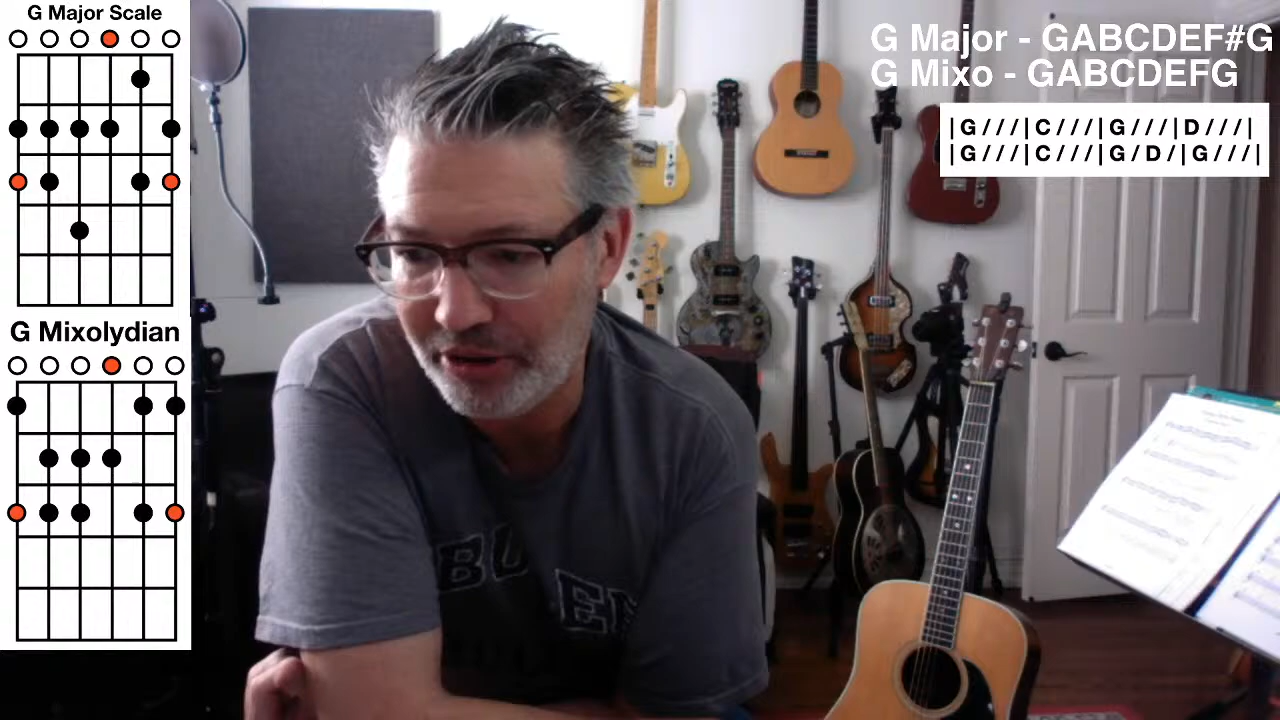 G Major Scale
G Mixolydian
G Major - GABCDEF#G
G Mixo - GABCDEFG
|G///|C///|G///|D///|
|G///|C///|G/D/|G///|